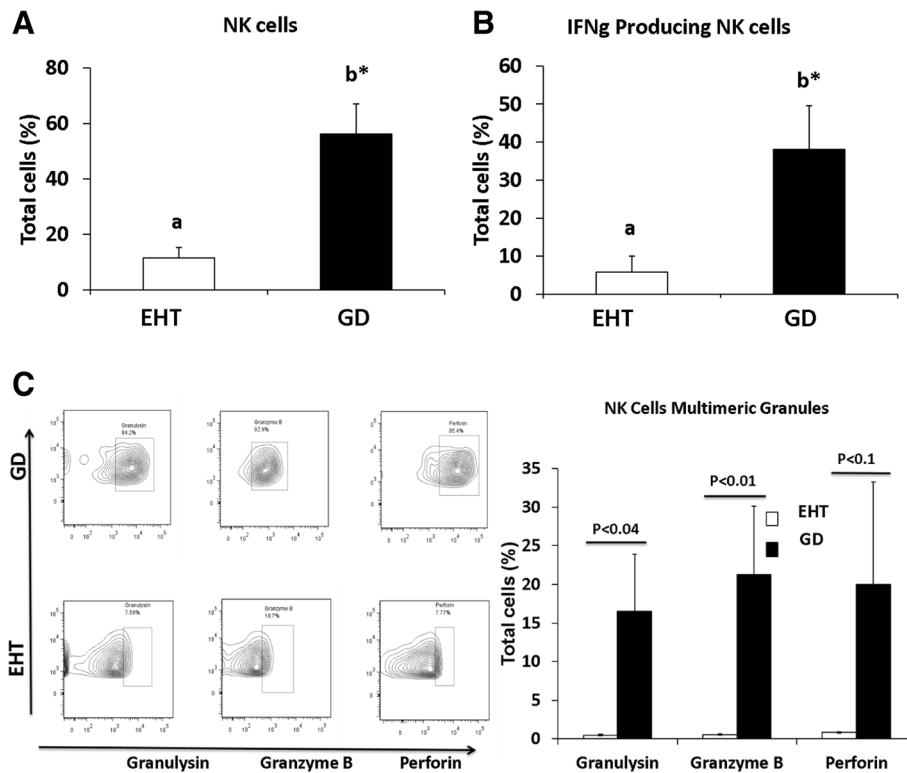 A
NK cells
Total cells (%)
80
60
40
20
0
a
b*
EHT
GD
B
IFNg Producing NK cells
Total cells (%)
60
50
40
30
20
10
0
a
b*
EHT
GD
C
GD
EHT
Granulysin
84.2%
Granzyme B
92.9%
Perforin
85.4%
Granulysin
7.56%
Granzyme B
18.7%
Perforin
7.77%
Granulysin
Granzyme B
Perforin
NK Cells Multimeric Granules
Total cells (%)
35
30
25
20
15
10
5
0
P<0.04
P<0.01
P<0.1
EHT
GD
Granulysin
Granzyme B
Perforin